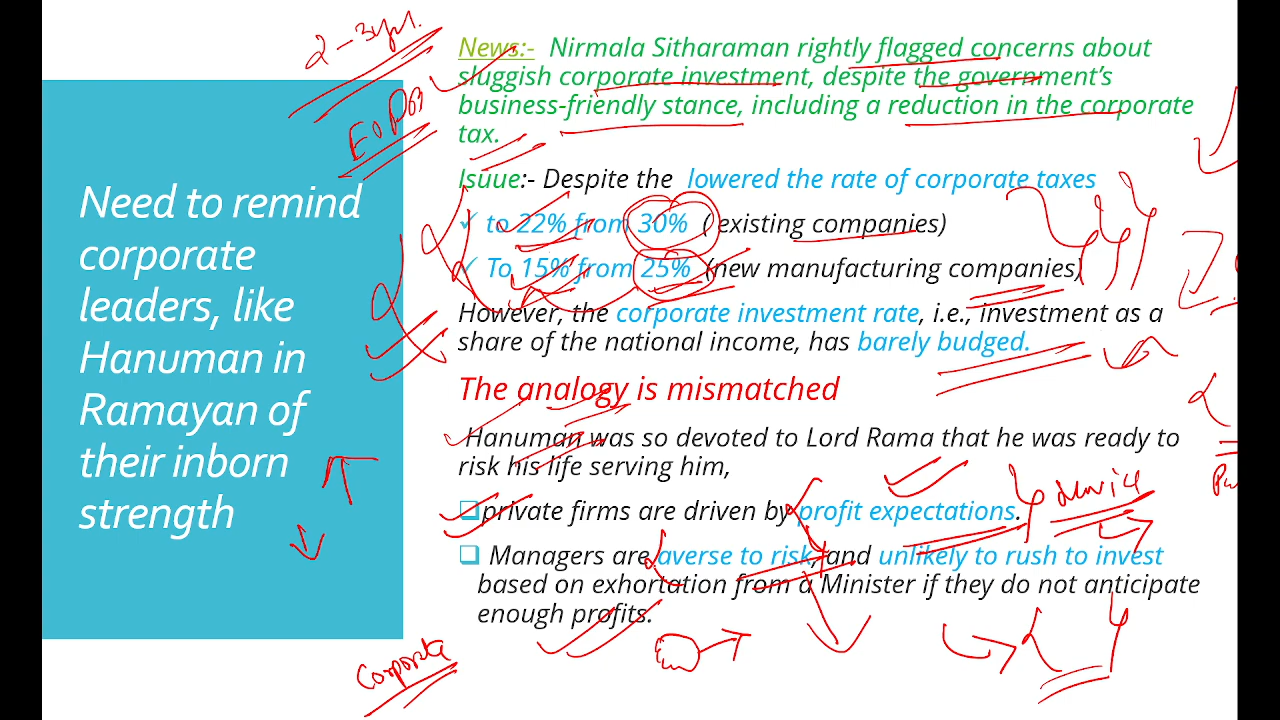 Need to remind
corporate
leaders, like
Hanuman in
Ramayan of
their inborn
strength
News:- Nirmala Sitharaman rightly flagged concerns about
sluggish corporate investment, despite the government's
business-friendly stance, including a reduction in the corporate
tax.
Isuue:- Despite the lowered the rate of corporate taxes
✓ to 22% from 30% ( existing companies)
✓ To 15% from 25% (new manufacturing companies)
However, the corporate investment rate, i.e., investment as a
share of the national income, has barely budged.
The analogy is mismatched
Hanuman was so devoted to Lord Rama that he was ready to
risk his life serving him,
❑ private firms are driven by profit expectations.
❑ Managers are averse to risk, and unlikely to rush to invest
based on exhortation from a Minister if they do not anticipate
enough profits.
Corporate